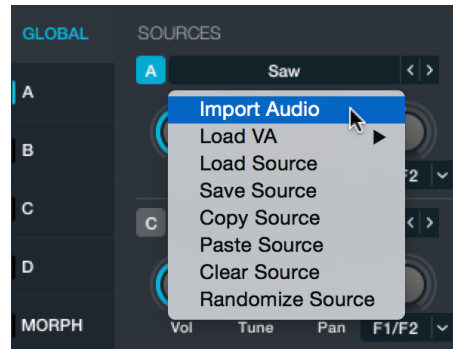 GLOBAL
SOURCES
A
Saw
< >
A
Import Audio
Load VA
B
Load Source
F2
Save Source
C
C
Copy Source
< >
Paste Source
D
Clear Source
Randomize Source
MORPH
Vol Tune Pan F1/F2